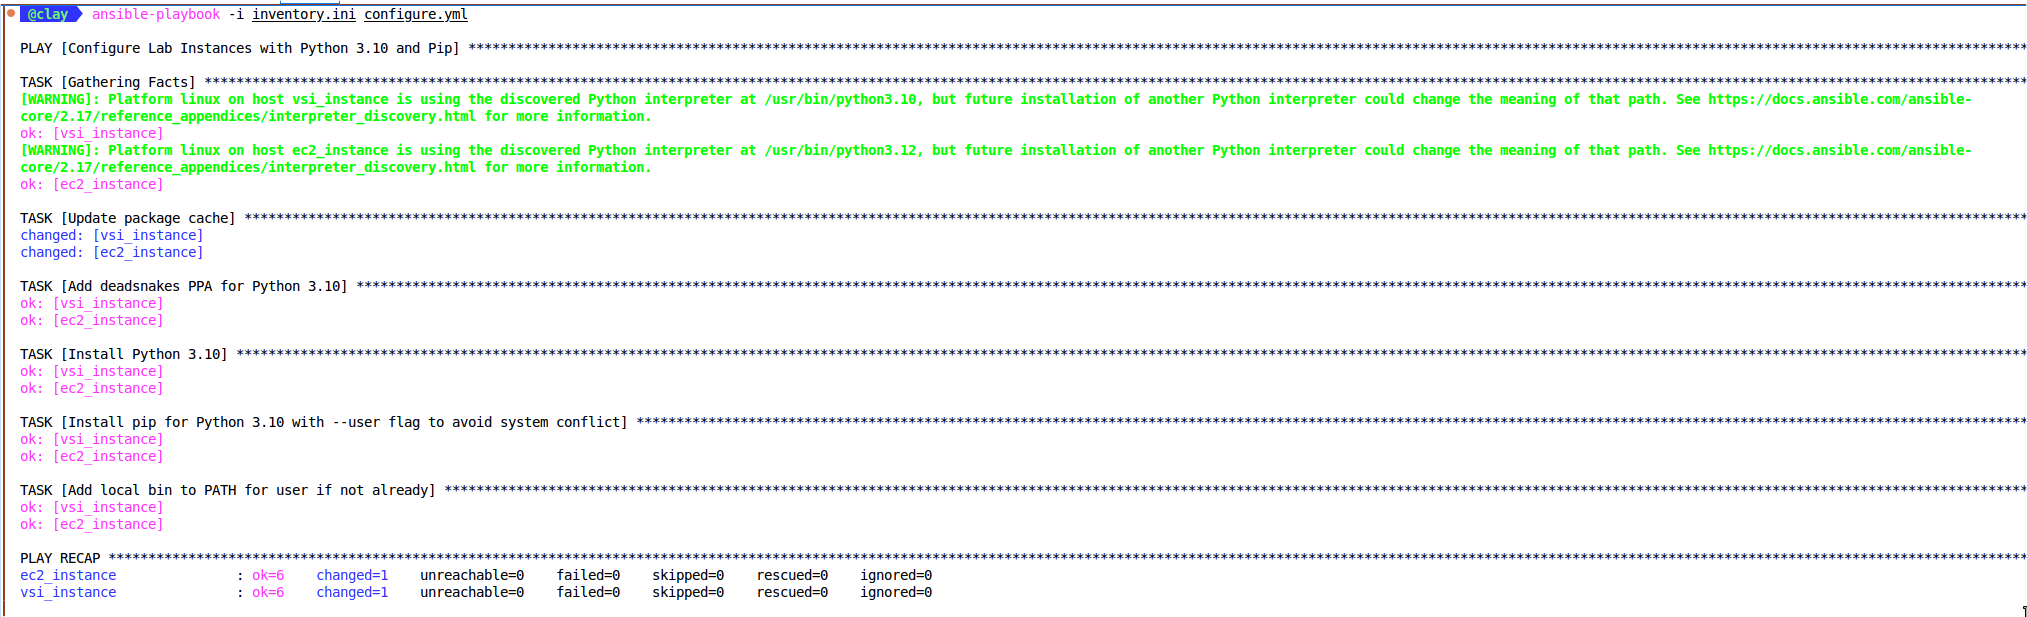 @clay ansible-playbook -i inventory.ini configure.yml
PLAY [Configure Lab Instances with Python 3.10 and Pip] ****************************************************************************************************************************************************************************************************
TASK [Gathering Facts] *************************************************************************************************************************************************************************************************************************************
[WARNING]: Platform linux on host vsi_instance is using the discovered Python interpreter at /usr/bin/python3.10, but future installation of another Python interpreter could change the meaning of that path. See https://docs.ansible.com/ansible-
core/2.17/reference_appendices/interpreter_discovery.html for more information.
ok: [vsi_instance]
[WARNING]: Platform linux on host ec2_instance is using the discovered Python interpreter at /usr/bin/python3.12, but future installation of another Python interpreter could change the meaning of that path. See https://docs.ansible.com/ansible-
core/2.17/reference_appendices/interpreter_discovery.html for more information.
ok: [ec2_instance]
TASK [Update package cache] ********************************************************************************************************************************************************************************************************************************
changed: [vsi_instance]
changed: [ec2_instance]
TASK [Add deadsnakes PPA for Python 3.10] ******************************************************************************************************************************************************************************************************************
ok: [vsi_instance]
ok: [ec2_instance]
TASK [Install Python 3.10] *********************************************************************************************************************************************************************************************************************************
ok: [vsi_instance]
ok: [ec2_instance]
TASK [Install pip for Python 3.10 with --user flag to avoid system conflict] *******************************************************************************************************************************************************************************
ok: [vsi_instance]
ok: [ec2_instance]
TASK [Add local bin to PATH for user if not already] *******************************************************************************************************************************************************************************************************
ok: [vsi_instance]
ok: [ec2_instance]
PLAY RECAP *************************************************************************************************************************************************************************************************************************************************
ec2_instance : ok=6 changed=1 unreachable=0 failed=0 skipped=0 rescued=0 ignored=0
vsi_instance : ok=6 changed=1 unreachable=0 failed=0 skipped=0 rescued=0 ignored=0